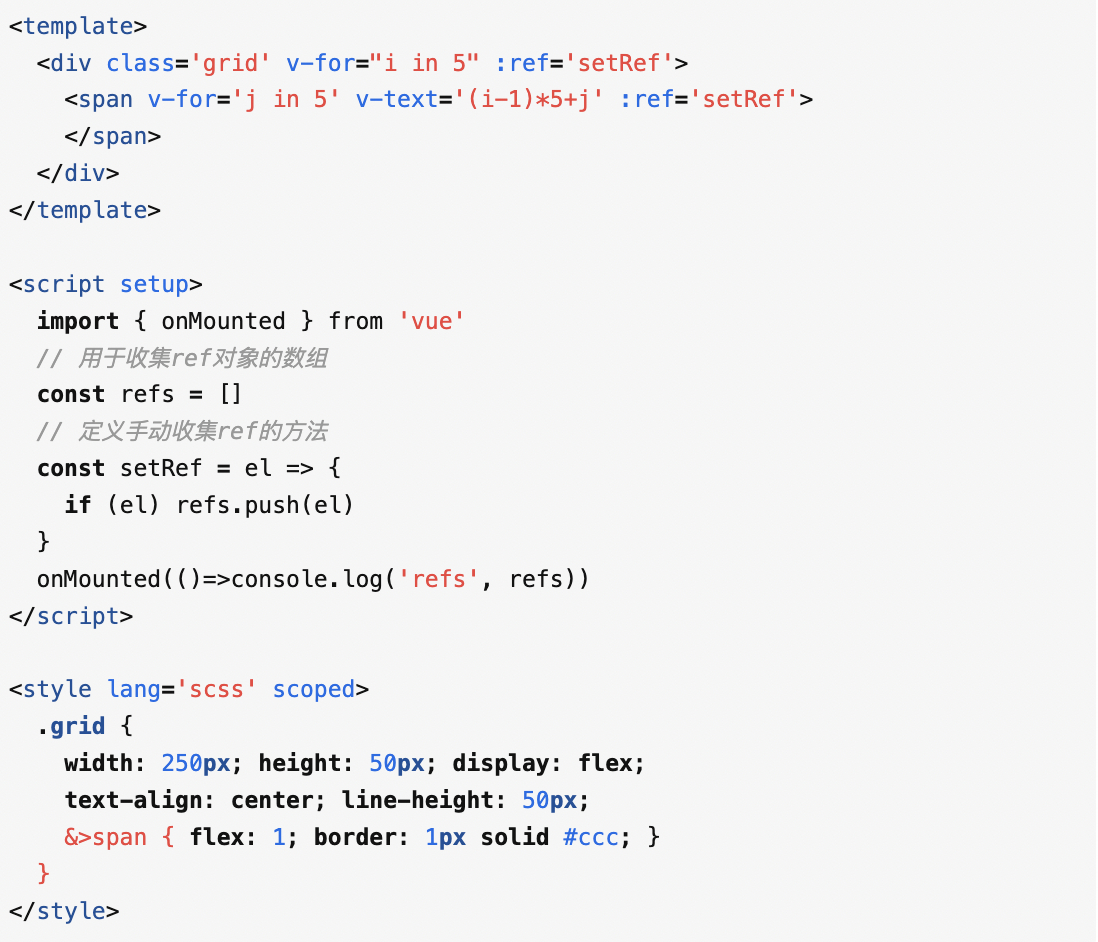 <template>
  <div class='grid' v-for="i in 5" :ref='setRef'>
    <span v-for='j in 5' v-text='(i-1)*5+j' :ref='setRef'>
    </span>
  </div>
</template>

<script setup>
  import { onMounted } from 'vue'
  // 用于收集ref对象的数组
  const refs = []
  // 定义手动收集ref的方法
  const setRef = el => {
    if (el) refs.push(el)
  }
  onMounted(()=>console.log('refs', refs))
</script>

<style lang='scss' scoped>
  .grid {
    width: 250px; height: 50px; display: flex;
    text-align: center; line-height: 50px;
    &>span { flex: 1; border: 1px solid #ccc; }
  }
</style>